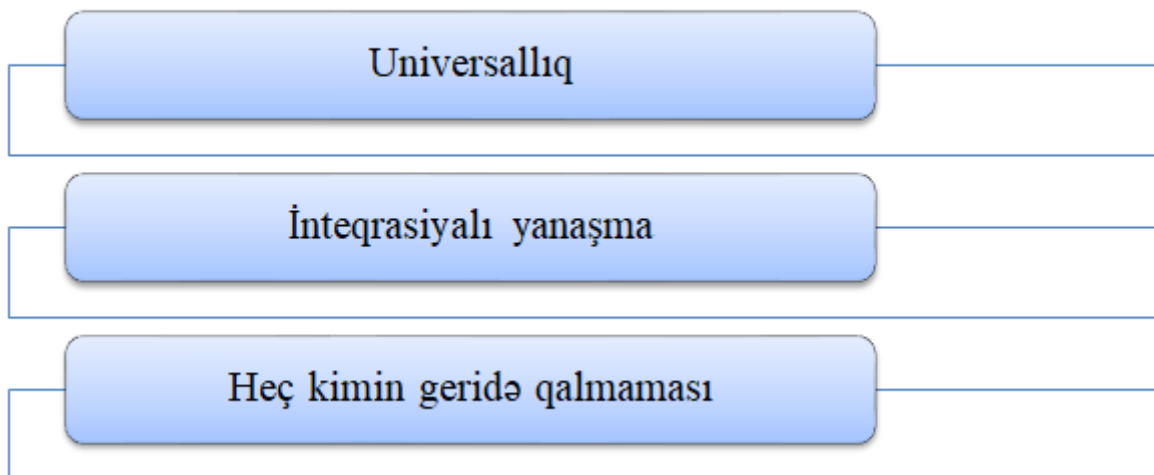 Universallıq
İnteqrasiyalı yanaşma
Heç kimin geridə qalmaması